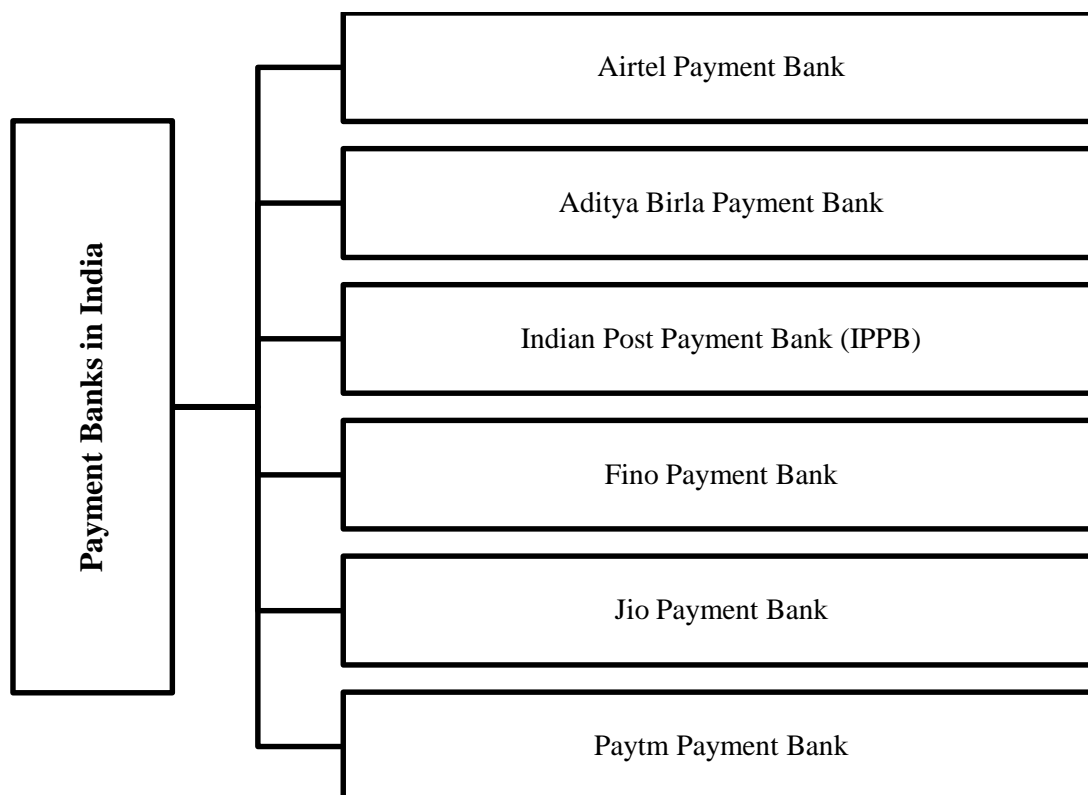 Payment Banks in India
Airtel Payment Bank
Aditya Birla Payment Bank
Indian Post Payment Bank (IPPB)
Fino Payment Bank
Jio Payment Bank
Paytm Payment Bank